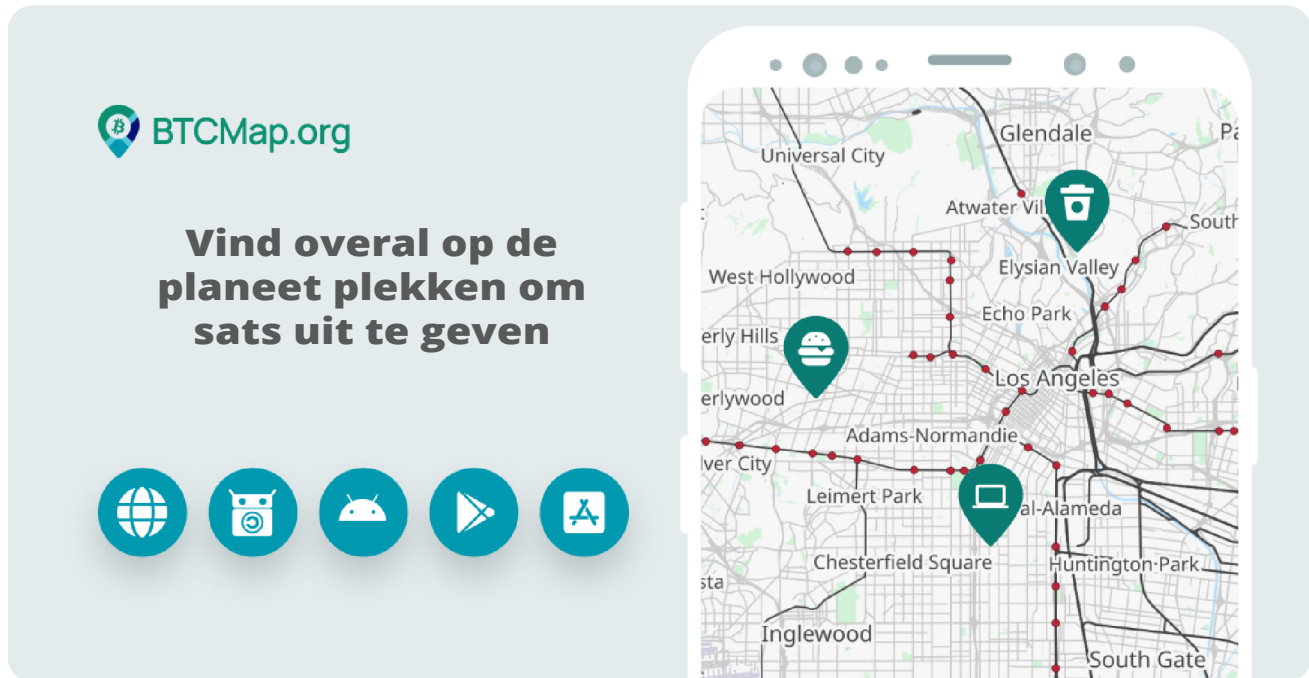 BTCMap.org
Vind overal op de
planeet plekken om
sats uit te geven
Glendale
Pa
Universal City
Atwater Vil
South
West Hollywood
Elysian Valley
Echo Park
erly Hills
Los Angeles
erlywood
Adams-Normandie
lver City
Leimert Park
al-Alameda
Chesterfield Square
Huntington Park
sta
Inglewood
South Gate